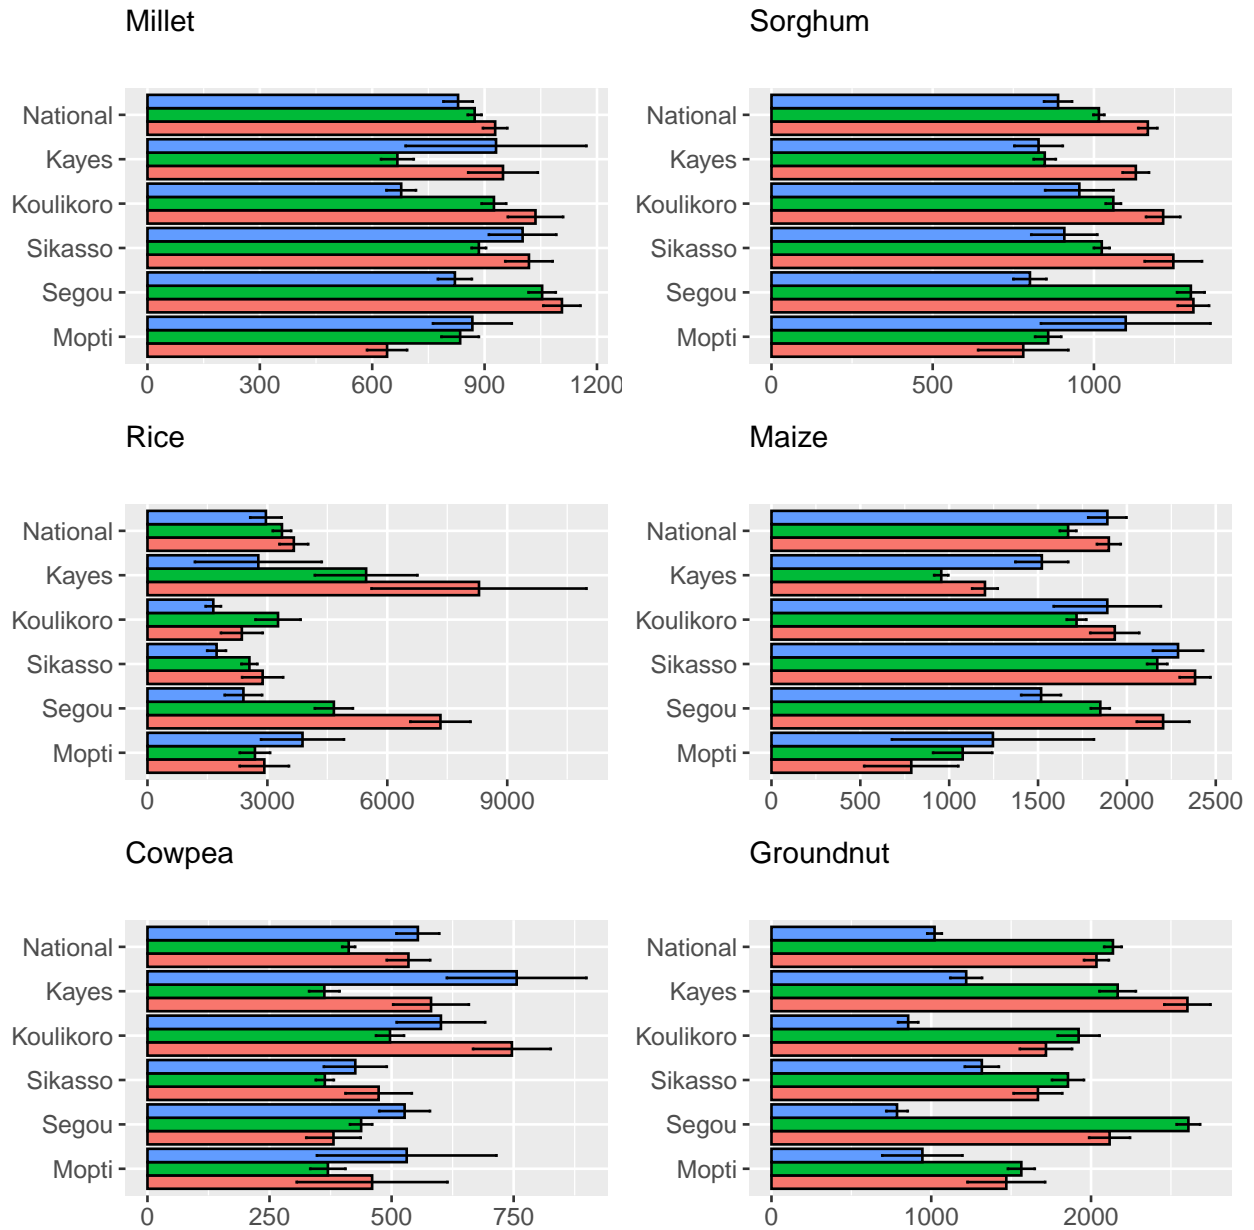 Millet
National
Kayes
Koulikoro
Sikasso
Segou
Mopti
0 300 600 900 1200
Sorghum
National
Kayes
Koulikoro
Sikasso
Segou
Mopti
0 500 1000
Rice
National
Kayes
Koulikoro
Sikasso
Segou
Mopti
0 3000 6000 9000
Maize
National
Kayes
Koulikoro
Sikasso
Segou
Mopti
0 500 1000 1500 2000 2500
Cowpea
National
Kayes
Koulikoro
Sikasso
Segou
Mopti
0 250 500 750
Groundnut
National
Kayes
Koulikoro
Sikasso
Segou
Mopti
0 1000 2000